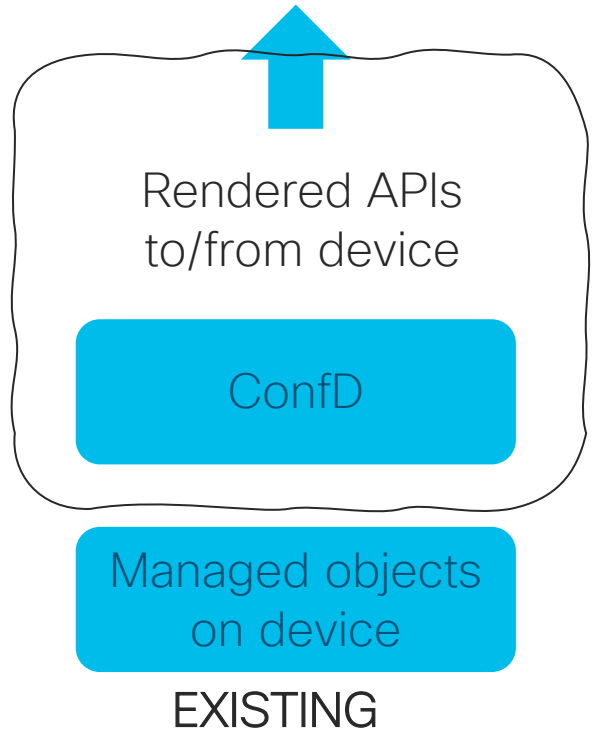 Rendered APIs
to/from device
ConfD
Managed objects
on device
EXISTING